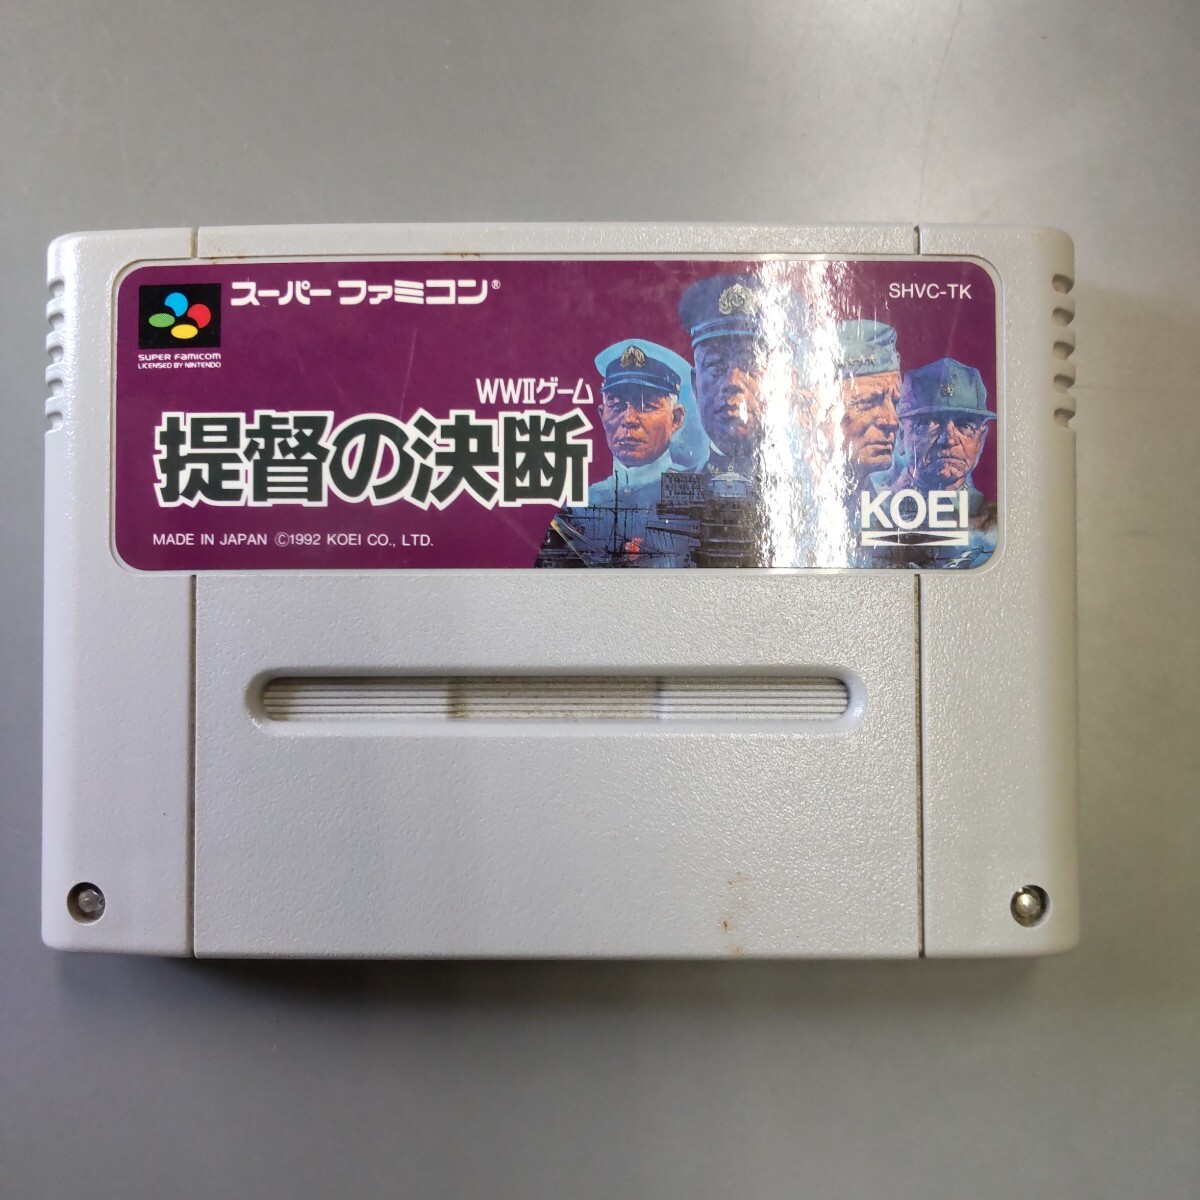 スーパーファミコン®
SHVC-TK
SUPER FAMICOM
LICENSED BY NINTENDO
WWIIゲーム
提督の決断
KOEI
MADE IN JAPAN ©1992 KOEI CO., LTD.